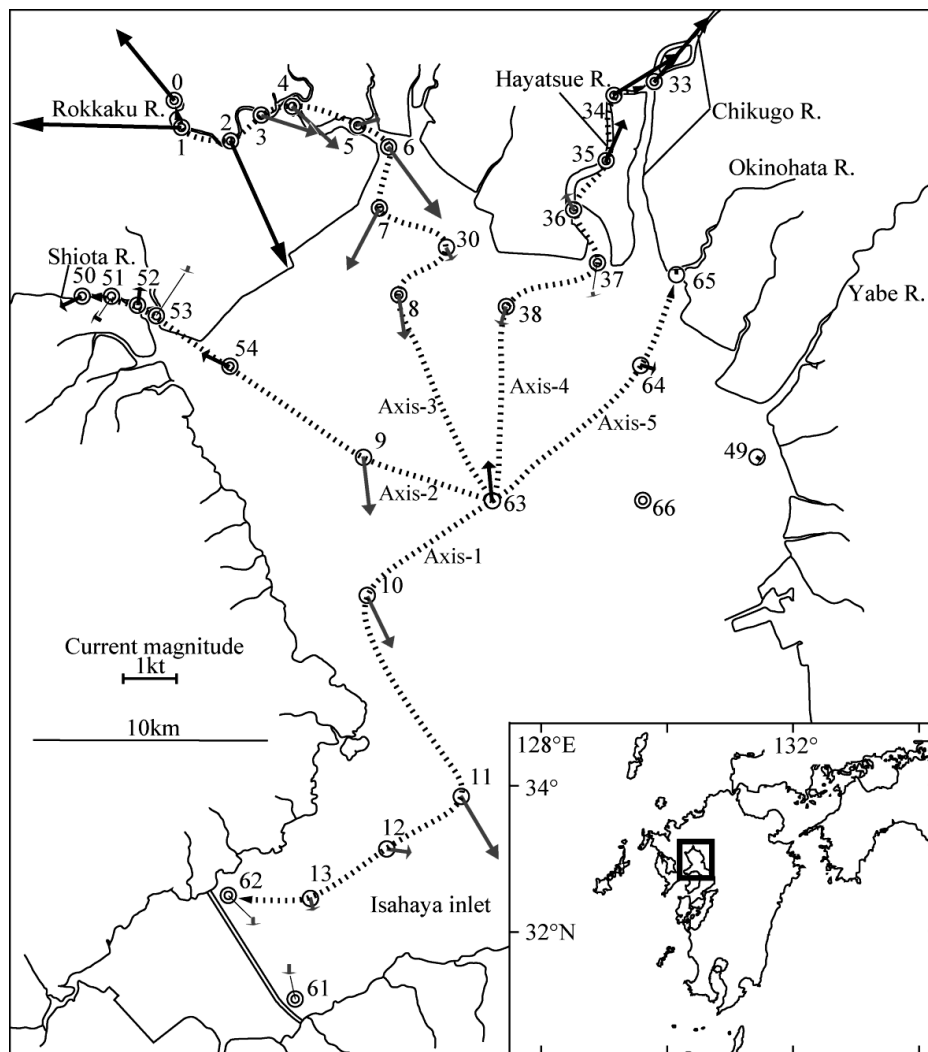 0
4
Hayatsue R.
33
Rokkaku R.
3
34
Chikugo R.
1
2
5
6
35
Okinohata R.
36
7
30
Shiota R.
37
65
50
51
52
53
8
38
Yabe R.
54
64
Axis-3
Axis-4
Axis-5
9
49
Axis-2
63
66
Axis-1
10
Current magnitude
1kt
10km
128°E
132°
11
34°
12
62
13
Isahaya inlet
32°N
61